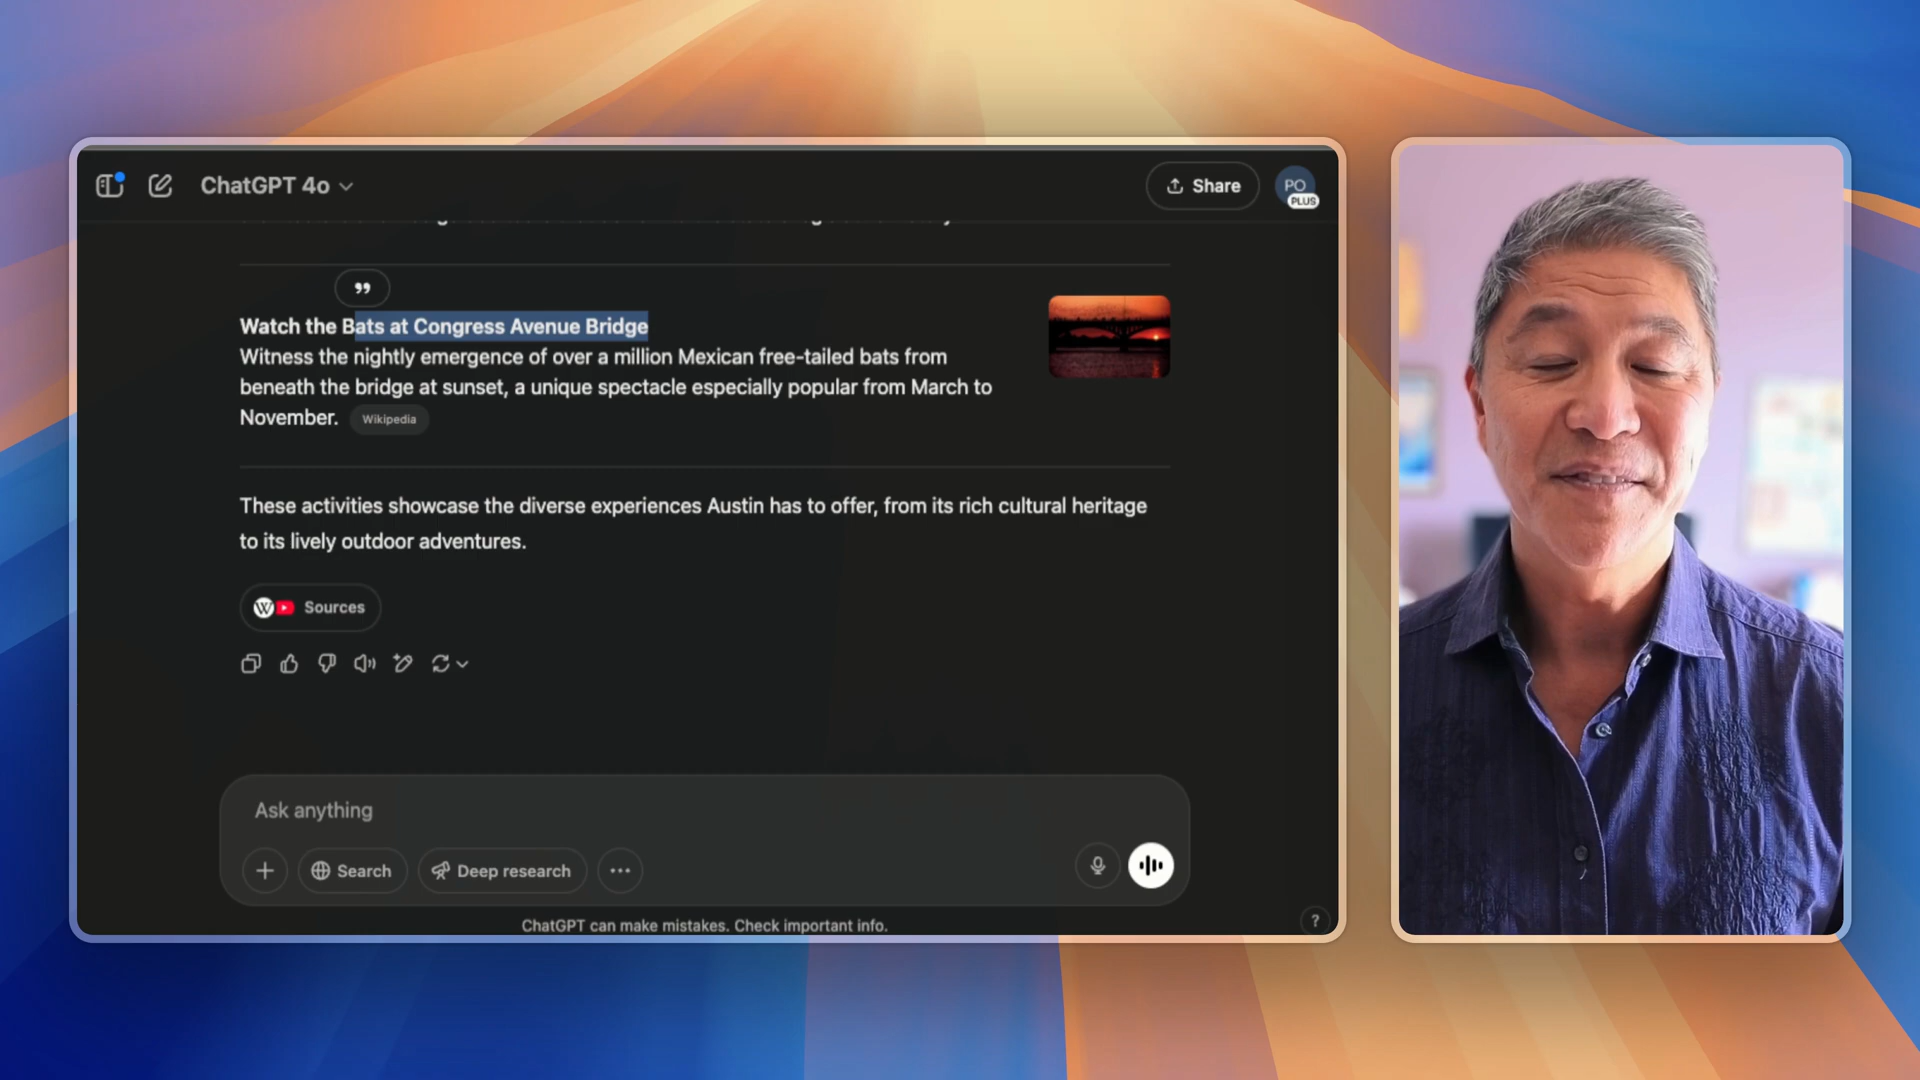 ChatGPT 4o
Share
PO
PLUS
”
Watch the Bats at Congress Avenue Bridge
Witness the nightly emergence of over a million Mexican free-tailed bats from
beneath the bridge at sunset, a unique spectacle especially popular from March to
November. Wikipedia
These activities showcase the diverse experiences Austin has to offer, from its rich cultural heritage
to its lively outdoor adventures.
W Sources
Ask anything
Search
Deep research
ChatGPT can make mistakes. Check important info.
?